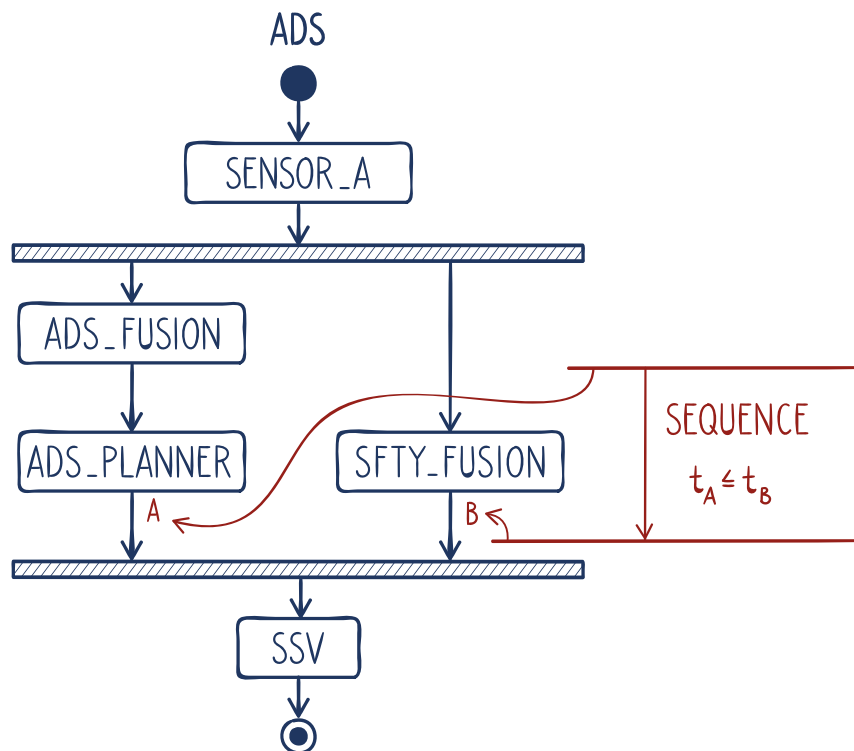 ADS
SENSOR_A
ADS_FUSION
SEQUENCE
ADS_PLANNER
SFTY_FUSION
tA ≤ tB
A
B
SSV